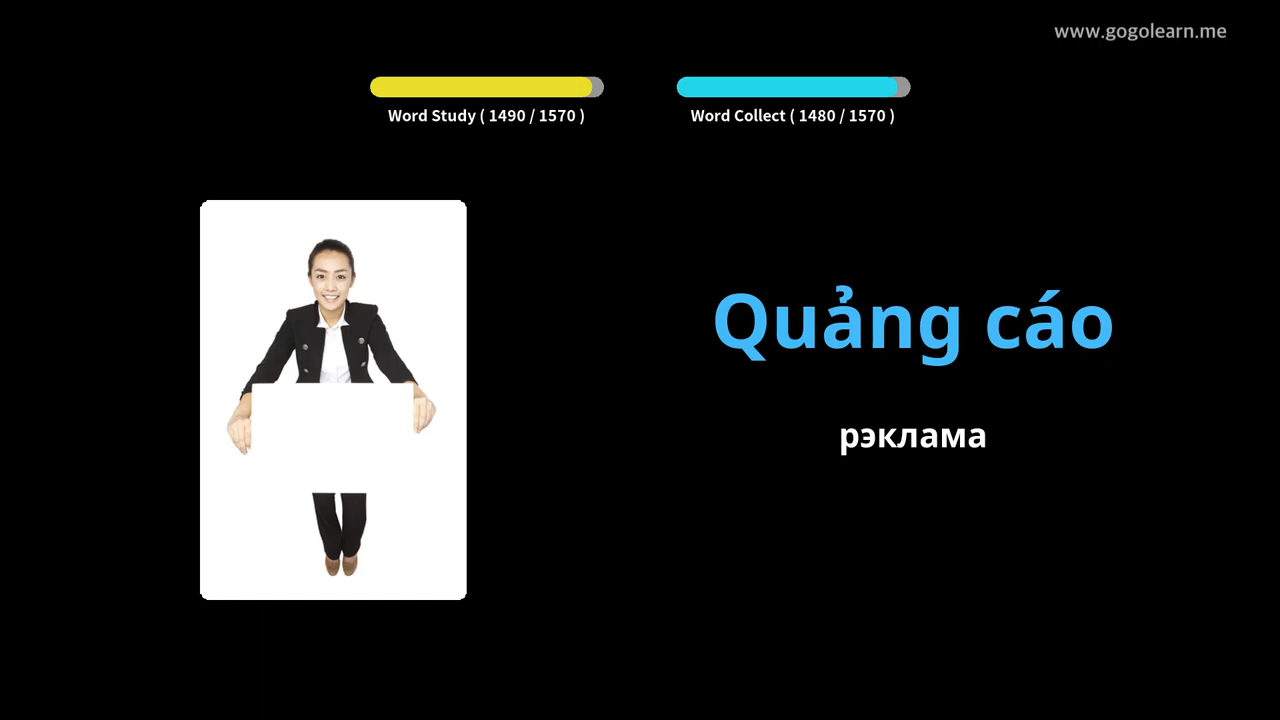 www.gogolearn.me
Word Study ( 1490 / 1570 )
Word Collect ( 1480 / 1570 )
Quảng cáo
рэклама